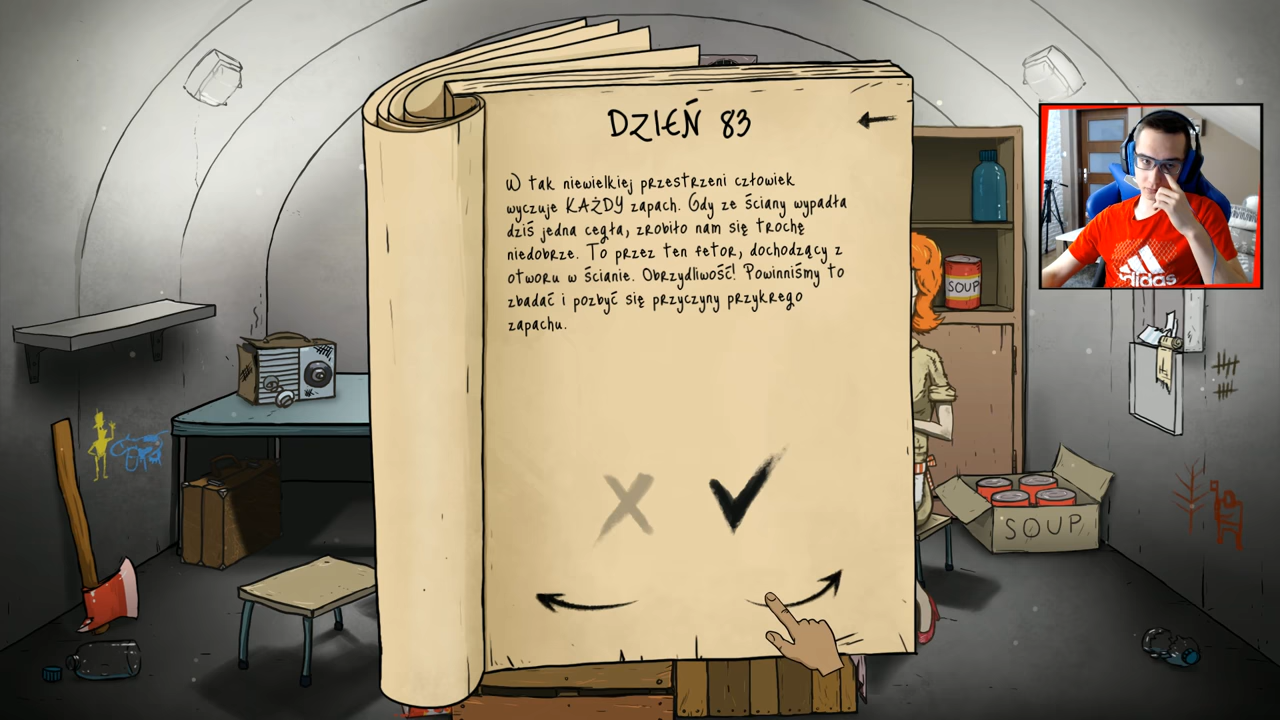 DZIEŃ 83
W tak niewielkiej przestrzeni człowiek
wyczuje KAŻDY zapach. Gdy ze ściany wypadła
dziś jedna cegła, zrobiło nam się trochę
niedobrze. To przez ten fetor, dochodzący z
otworu w ścianie. Obrzydliwość! Powinniśmy to
zbadać i pozbyć się przyczyny przykrego
zapachu.
SOUP
SOUP
adidas